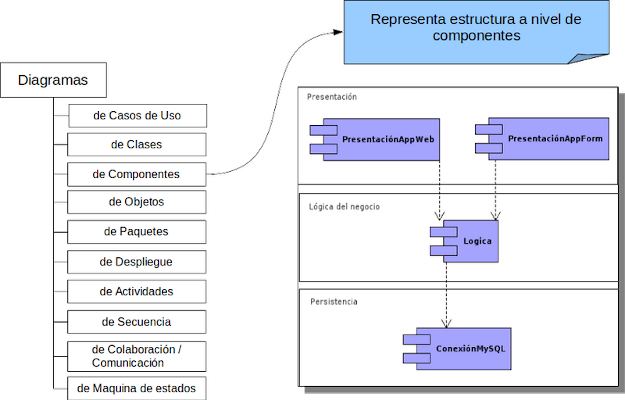 Representa estructura a nivel de
componentes
Diagramas
de Casos de Uso
de Clases
de Componentes
de Objetos
de Paquetes
de Despliegue
de Actividades
de Secuencia
de Colaboración /
Comunicación
de Maquina de estados
Presentación
PresentaciónAppWeb
PresentaciónAppForm
Lógica del negocio
Logica
Persistencia
ConexiónMySQL